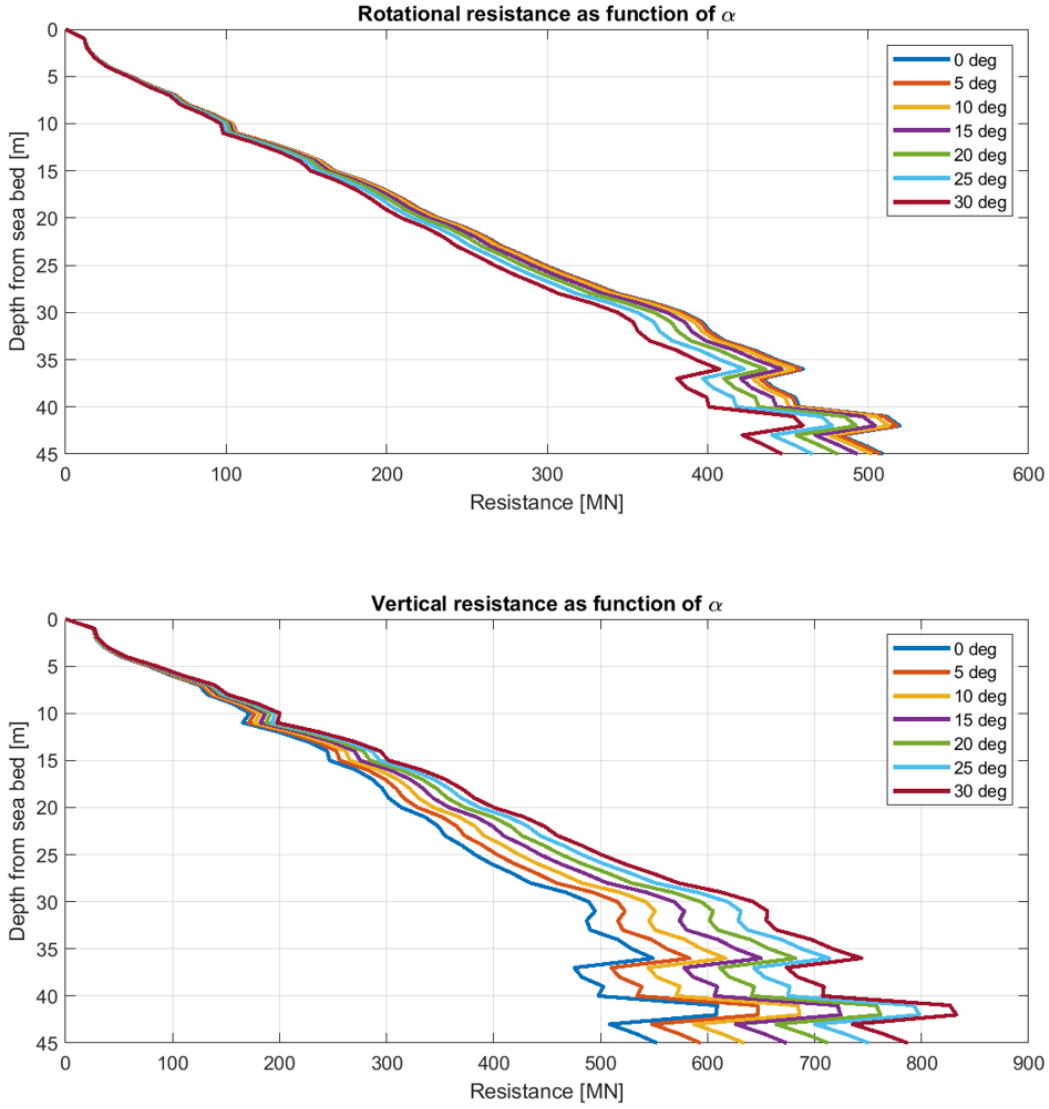 Rotational resistance as function of α
0
5
10
15
20
25
30
35
40
45
Depth from sea bed [m]
0 deg
5 deg
10 deg
15 deg
20 deg
25 deg
30 deg
0 100 200 300 400 500 600
Resistance [MN]
Vertical resistance as function of α
0
5
10
15
20
25
30
35
40
45
Depth from sea bed [m]
0 deg
5 deg
10 deg
15 deg
20 deg
25 deg
30 deg
0 100 200 300 400 500 600 700 800 900
Resistance [MN]